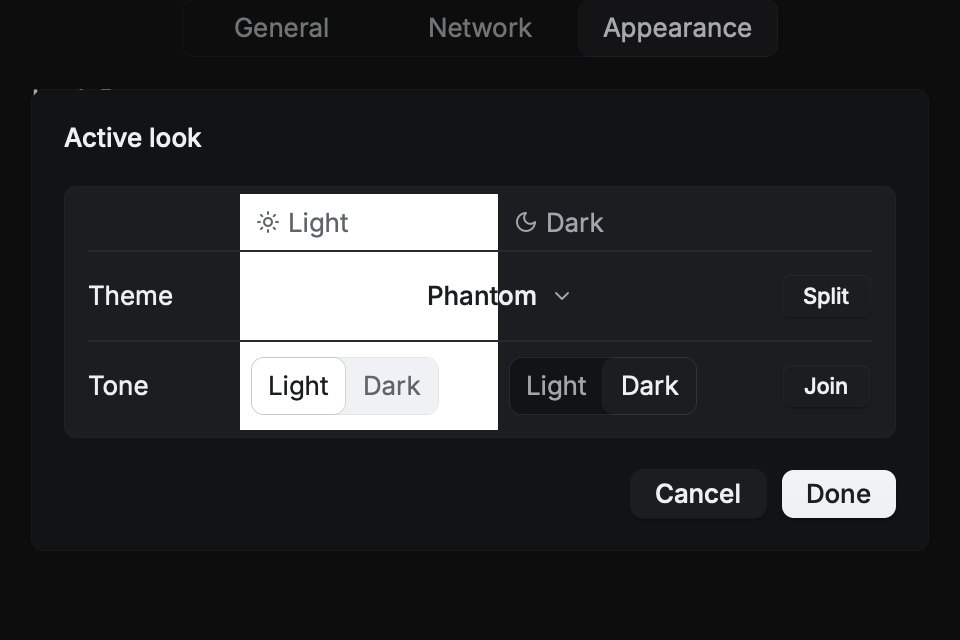 General Network Appearance
Active look
Light Dark
Theme Phantom Split
Tone Light Dark Light Dark Join
Cancel Done